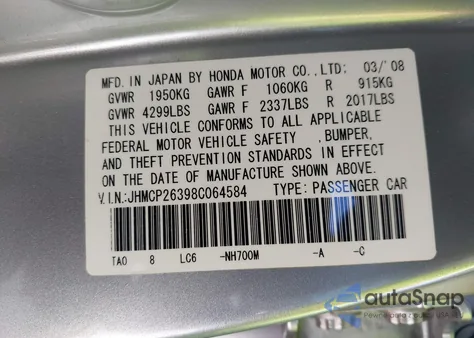 MFD. IN JAPAN BY HONDA MOTOR CO.,LTD: 03/'08
GVWR 1950KG GAWR F 1060KG R 915KG
GVWR 4299LBS GAWR F 2337LBS R 2017LBS
THIS VEHICLE CONFORMS TO ALL APPLICABLE
FEDERAL MOTOR VEHICLE SAFETY ,BUMPER,
AND THEFT PREVENTION STANDARDS IN EFFECT
ON THE DATE OF MANUFACTURE SHOWN ABOVE.
V.I.N.:JHMCP26398C064584 TYPE: PASSENGER CAR
TA0 8 LC6 -NH700M -A -C
autoSnap